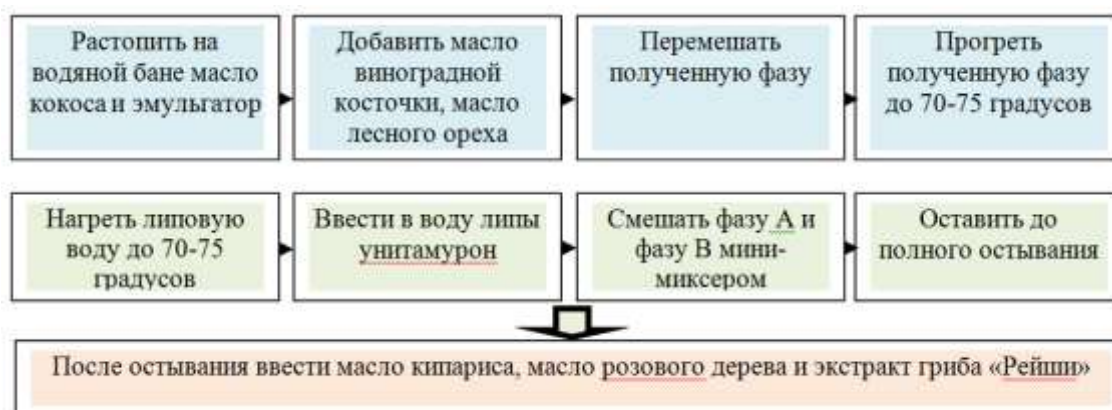 Растопить на
водяной бане масло
кокоса и эмульгатор
Добавить масло
виноградной
косточки, масло
лесного ореха
Перемешать
полученную фазу
Прогреть
полученную фазу
до 70-75 градусов
Нагреть липовую
воду до 70-75
градусов
Ввести в воду липы
унитамурон
Смешать фазу А и
фазу В мини-
миксером
Оставить до
полного остывания
После остывания ввести масло кипариса, масло розового дерева и экстракт гриба «Рейши»